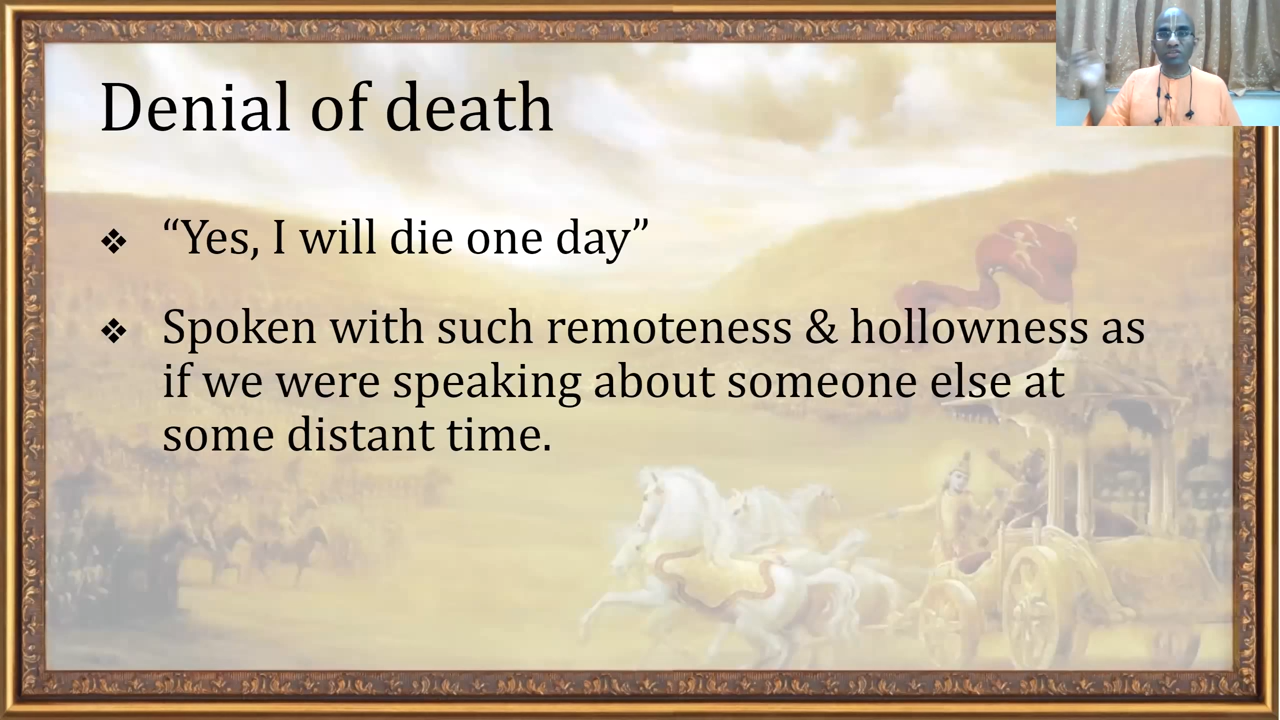 Denial of death
❖ “Yes, I will die one day”
❖ Spoken with such remoteness & hollowness as
if we were speaking about someone else at
some distant time.